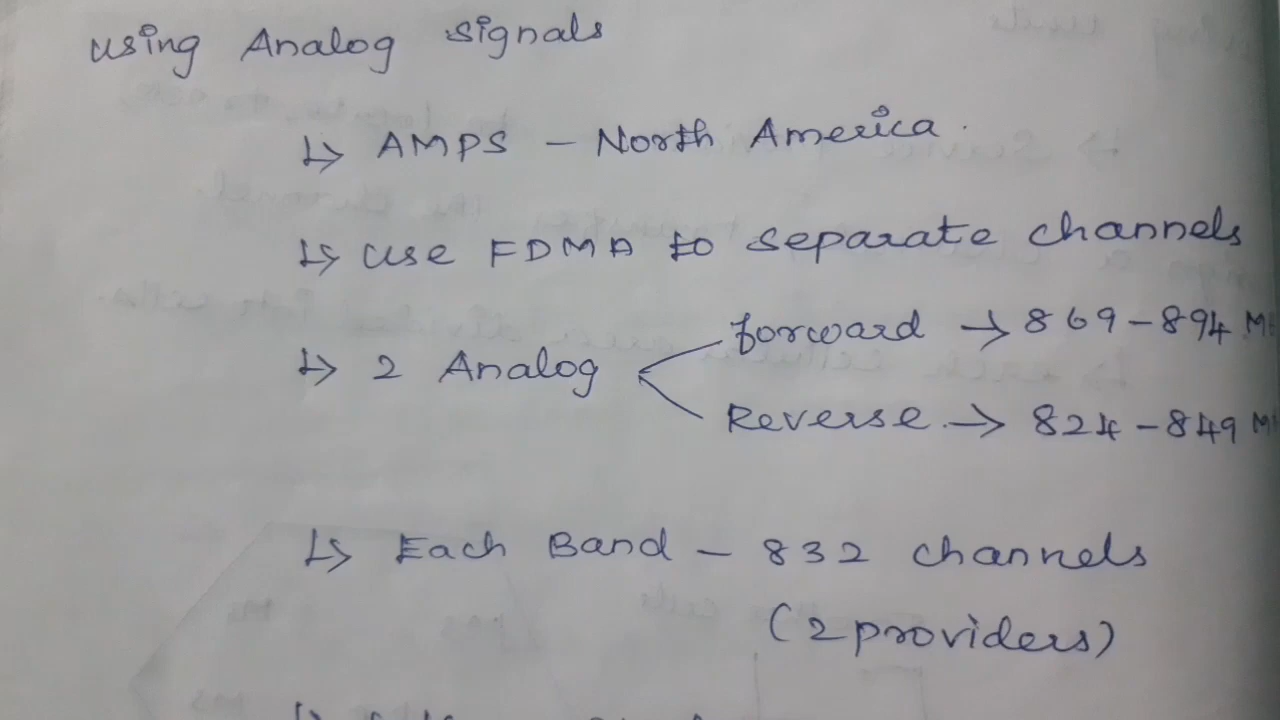 using Analog signals
↳ AMPS - North America.
↳ use FDMA to separate channels
forward → 869-894 M
↳ 2 Analog
Reverse. → 824-849 M
↳ Each Band - 832 channels
(2 providers)